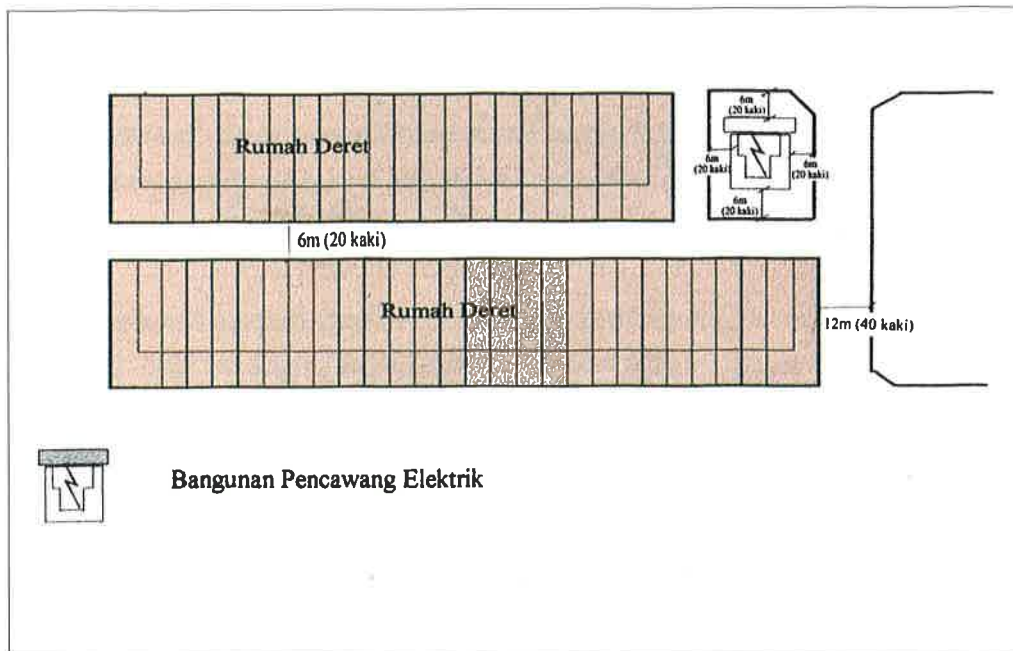 Rumah Deret
6m
(20 kaki)
6m
(20 kaki)
6m
(20 kaki)
6m
(20 kaki)
6m (20 kaki)
Rumah Deret
12m (40 kaki)
Bangunan Pencawang Elektrik